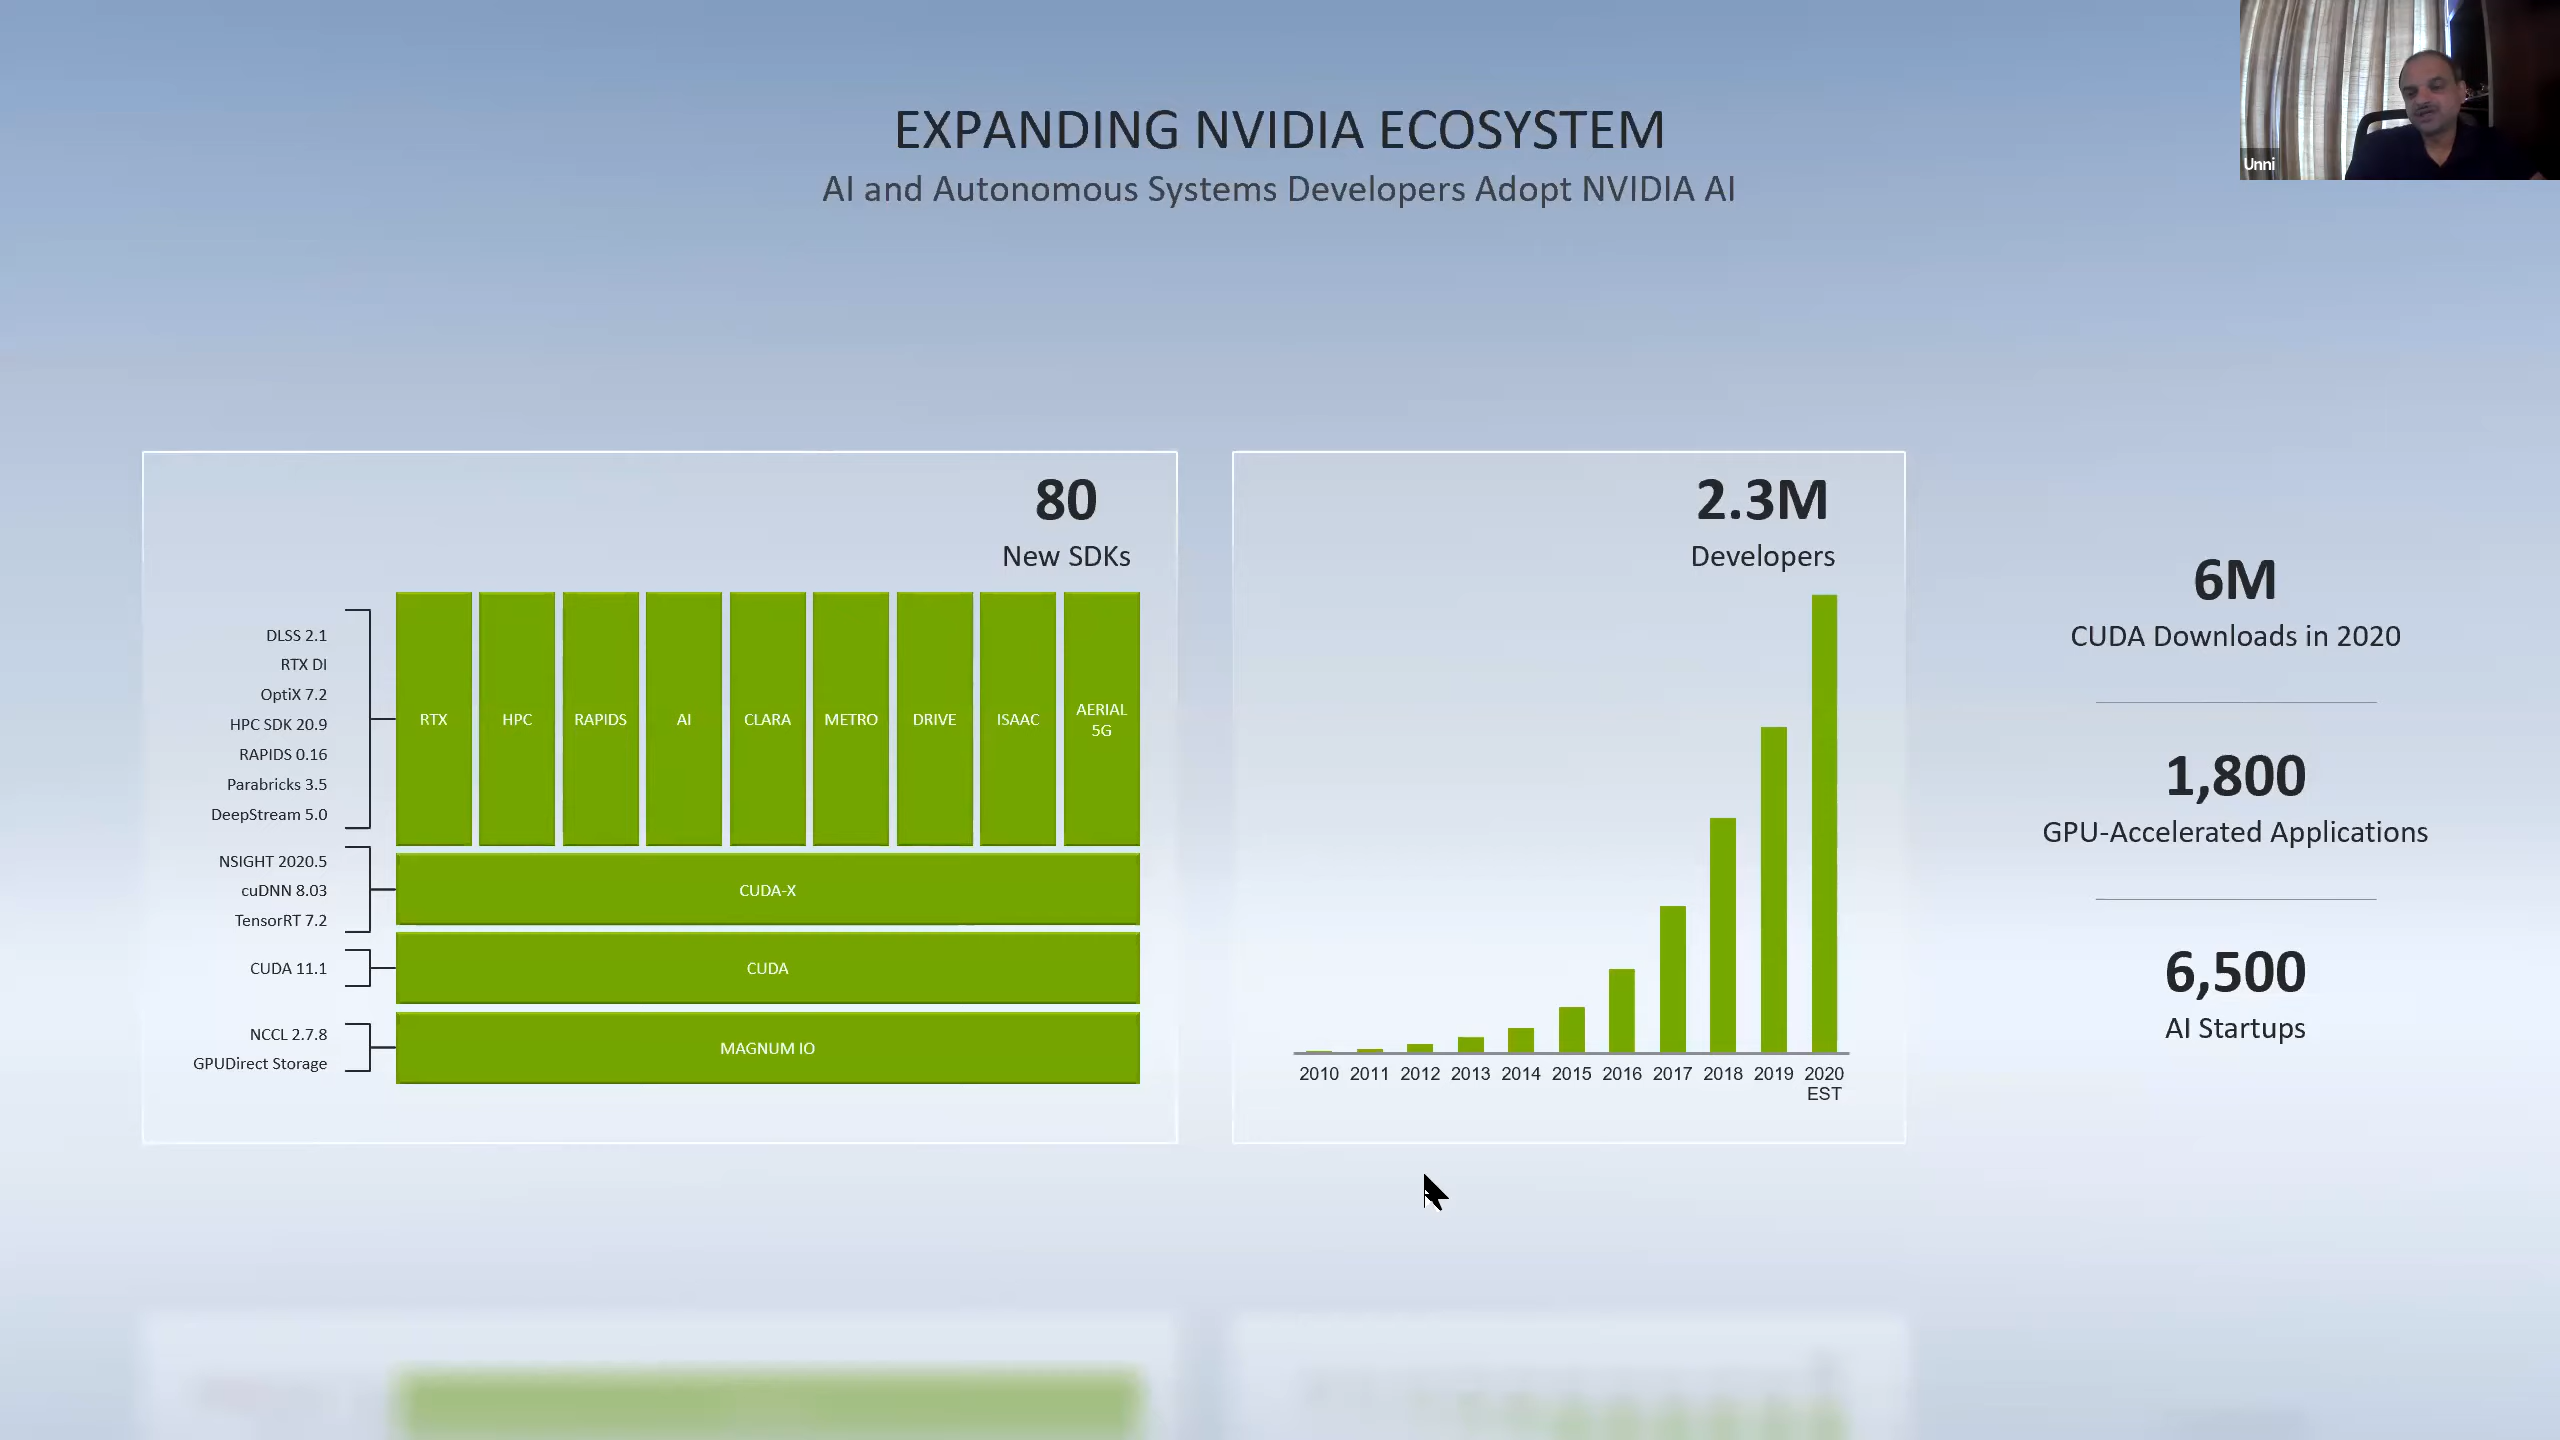 EXPANDING NVIDIA ECOSYSTEM
AI and Autonomous Systems Developers Adopt NVIDIA AI
Unni
80
New SDKs
DLSS 2.1
RTX DI
OptiX 7.2
HPC SDK 20.9
RAPIDS 0.16
Parabricks 3.5
DeepStream 5.0
RTX
HPC
RAPIDS
AI
CLARA
METRO
DRIVE
ISAAC
AERIAL
5G
NSIGHT 2020.5
cuDNN 8.03
TensorRT 7.2
CUDA-X
CUDA 11.1
CUDA
NCCL 2.7.8
GPUDirect Storage
MAGNUM IO
2.3M
Developers
2010 2011 2012 2013 2014 2015 2016 2017 2018 2019 2020
EST
6M
CUDA Downloads in 2020
1,800
GPU-Accelerated Applications
6,500
AI Startups